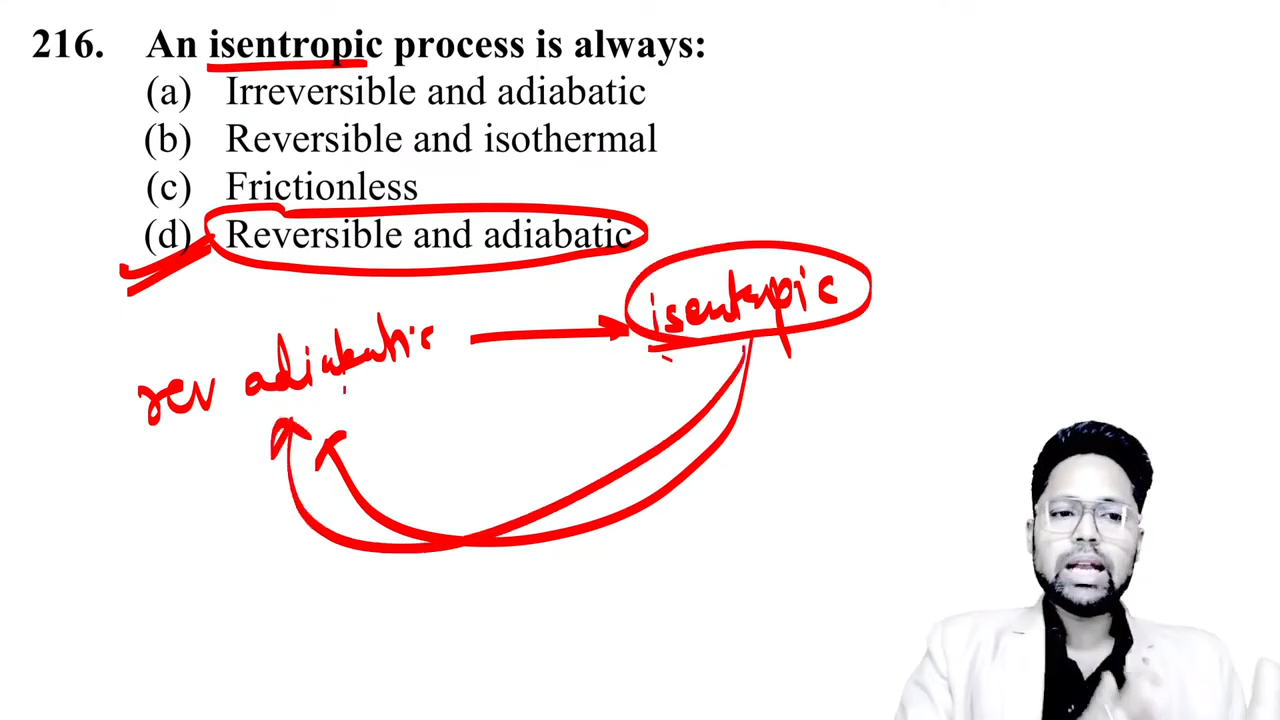 216. An isentropic process is always:
(a) Irreversible and adiabatic
(b) Reversible and isothermal
(c) Frictionless
(d) Reversible and adiabatic
isentropic
rev adiabatic